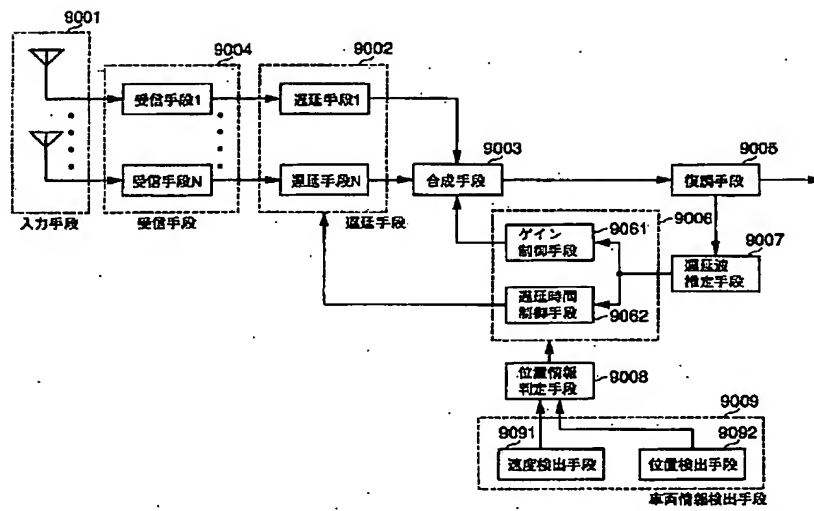 9001
9004
9002
受信手段1
遅延手段1
受信手段N
遅延手段N
入力手段
受信手段
遅延手段
9003
合成手段
9005
復調手段
9006
ゲイン
制御手段
9061
遅延時間
制御手段
9062
9007
遅延波
推定手段
位置情報
判定手段
9008
9009
9091
速度検出手段
9092
位置検出手段
車両情報検出手段